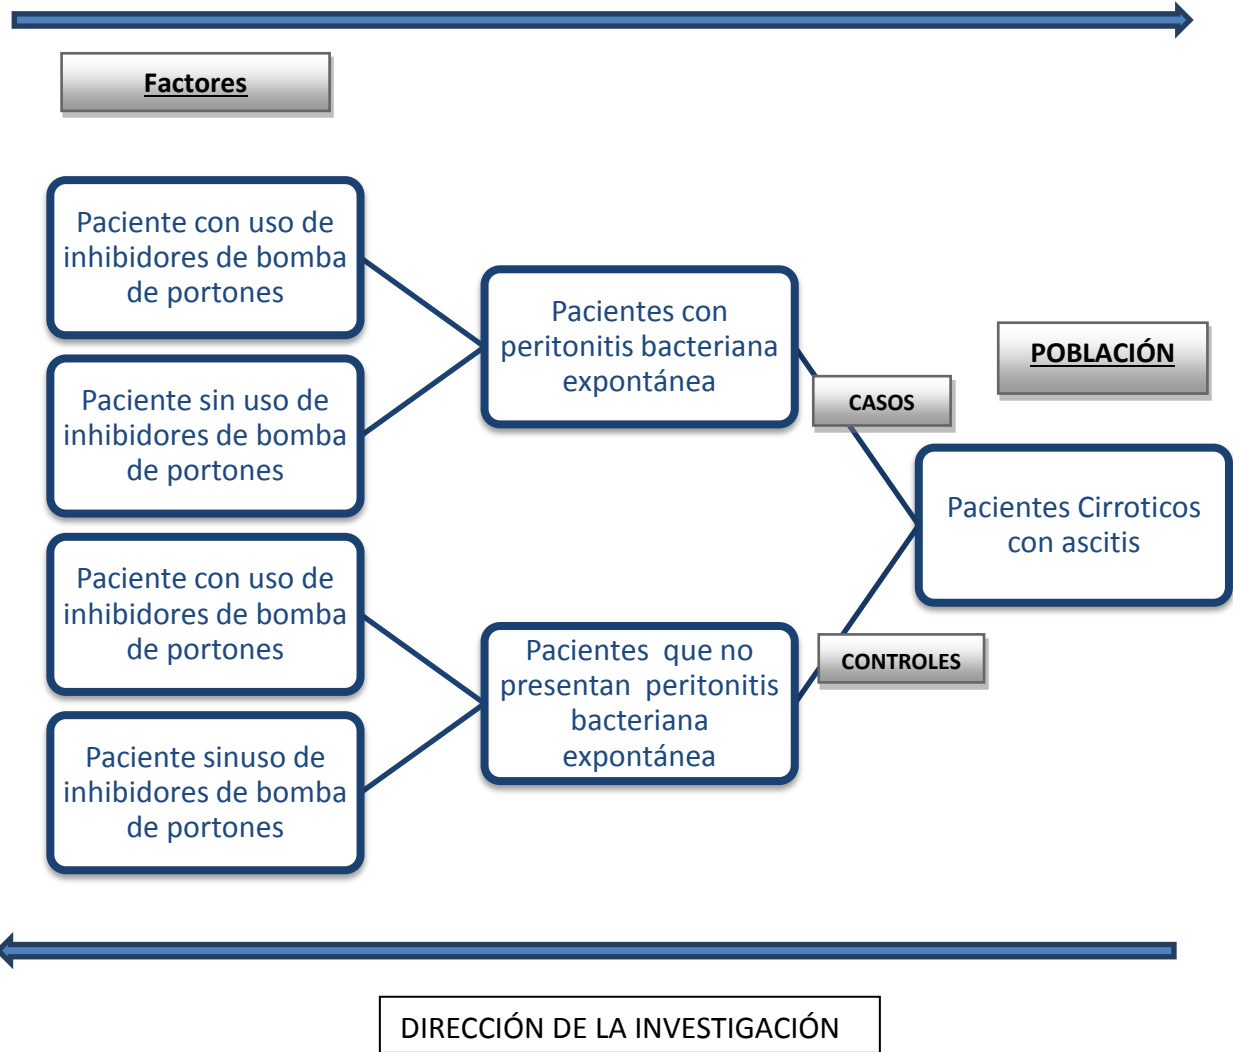 Factores
Paciente con uso de
inhibidores de bomba
de portones
Paciente sin uso de
inhibidores de bomba
de portones
Paciente con uso de
inhibidores de bomba
de portones
Paciente sinuso de
inhibidores de bomba
de portones
Pacientes con
peritonitis bacteriana
expontánea
Pacientes que no
presentan peritonitis
bacteriana
expontánea
CASOS
CONTROLES
POBLACIÓN
Pacientes Cirroticos
con ascitis
DIRECCIÓN DE LA INVESTIGACIÓN